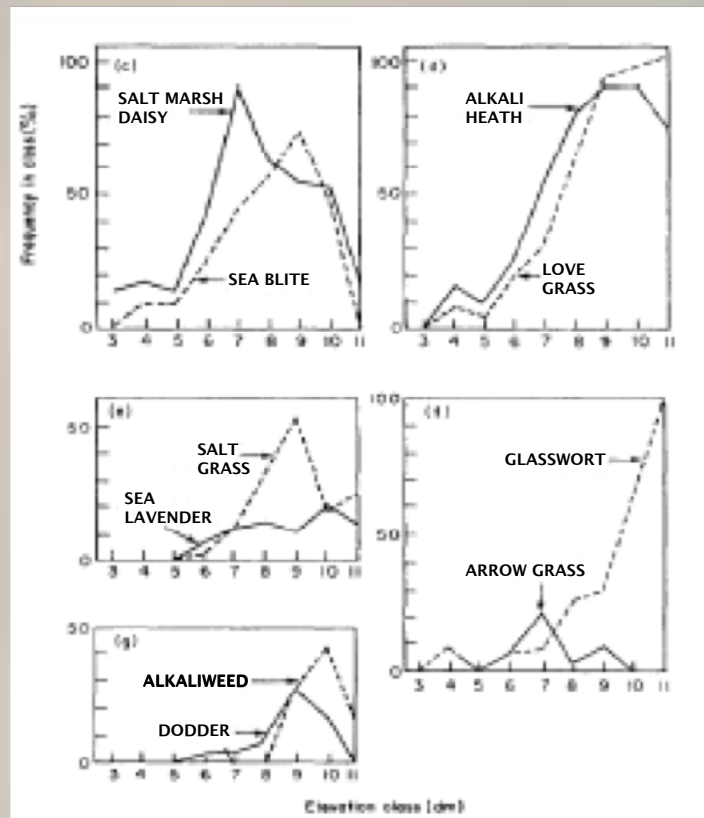 Frequency in class (%)
100
50
0
(c)
SALT MARSH
DAISY
SEA BLITE
3 4 5 6 7 8 9 10 11
100
50
0
ALKALI
HEATH
LOVE
GRASS
3 4 5 6 7 8 9 10 11
50
0
(e)
SALT
GRASS
SEA
LAVENDER
3 4 5 6 7 8 9 10 11
100
50
0
GLASSWORT
ARROW GRASS
3 4 5 6 7 8 9 10 11
50
0
(g)
ALKALIWEED
DODDER
3 4 5 6 7 8 9 10 11
Elevation class (dm)